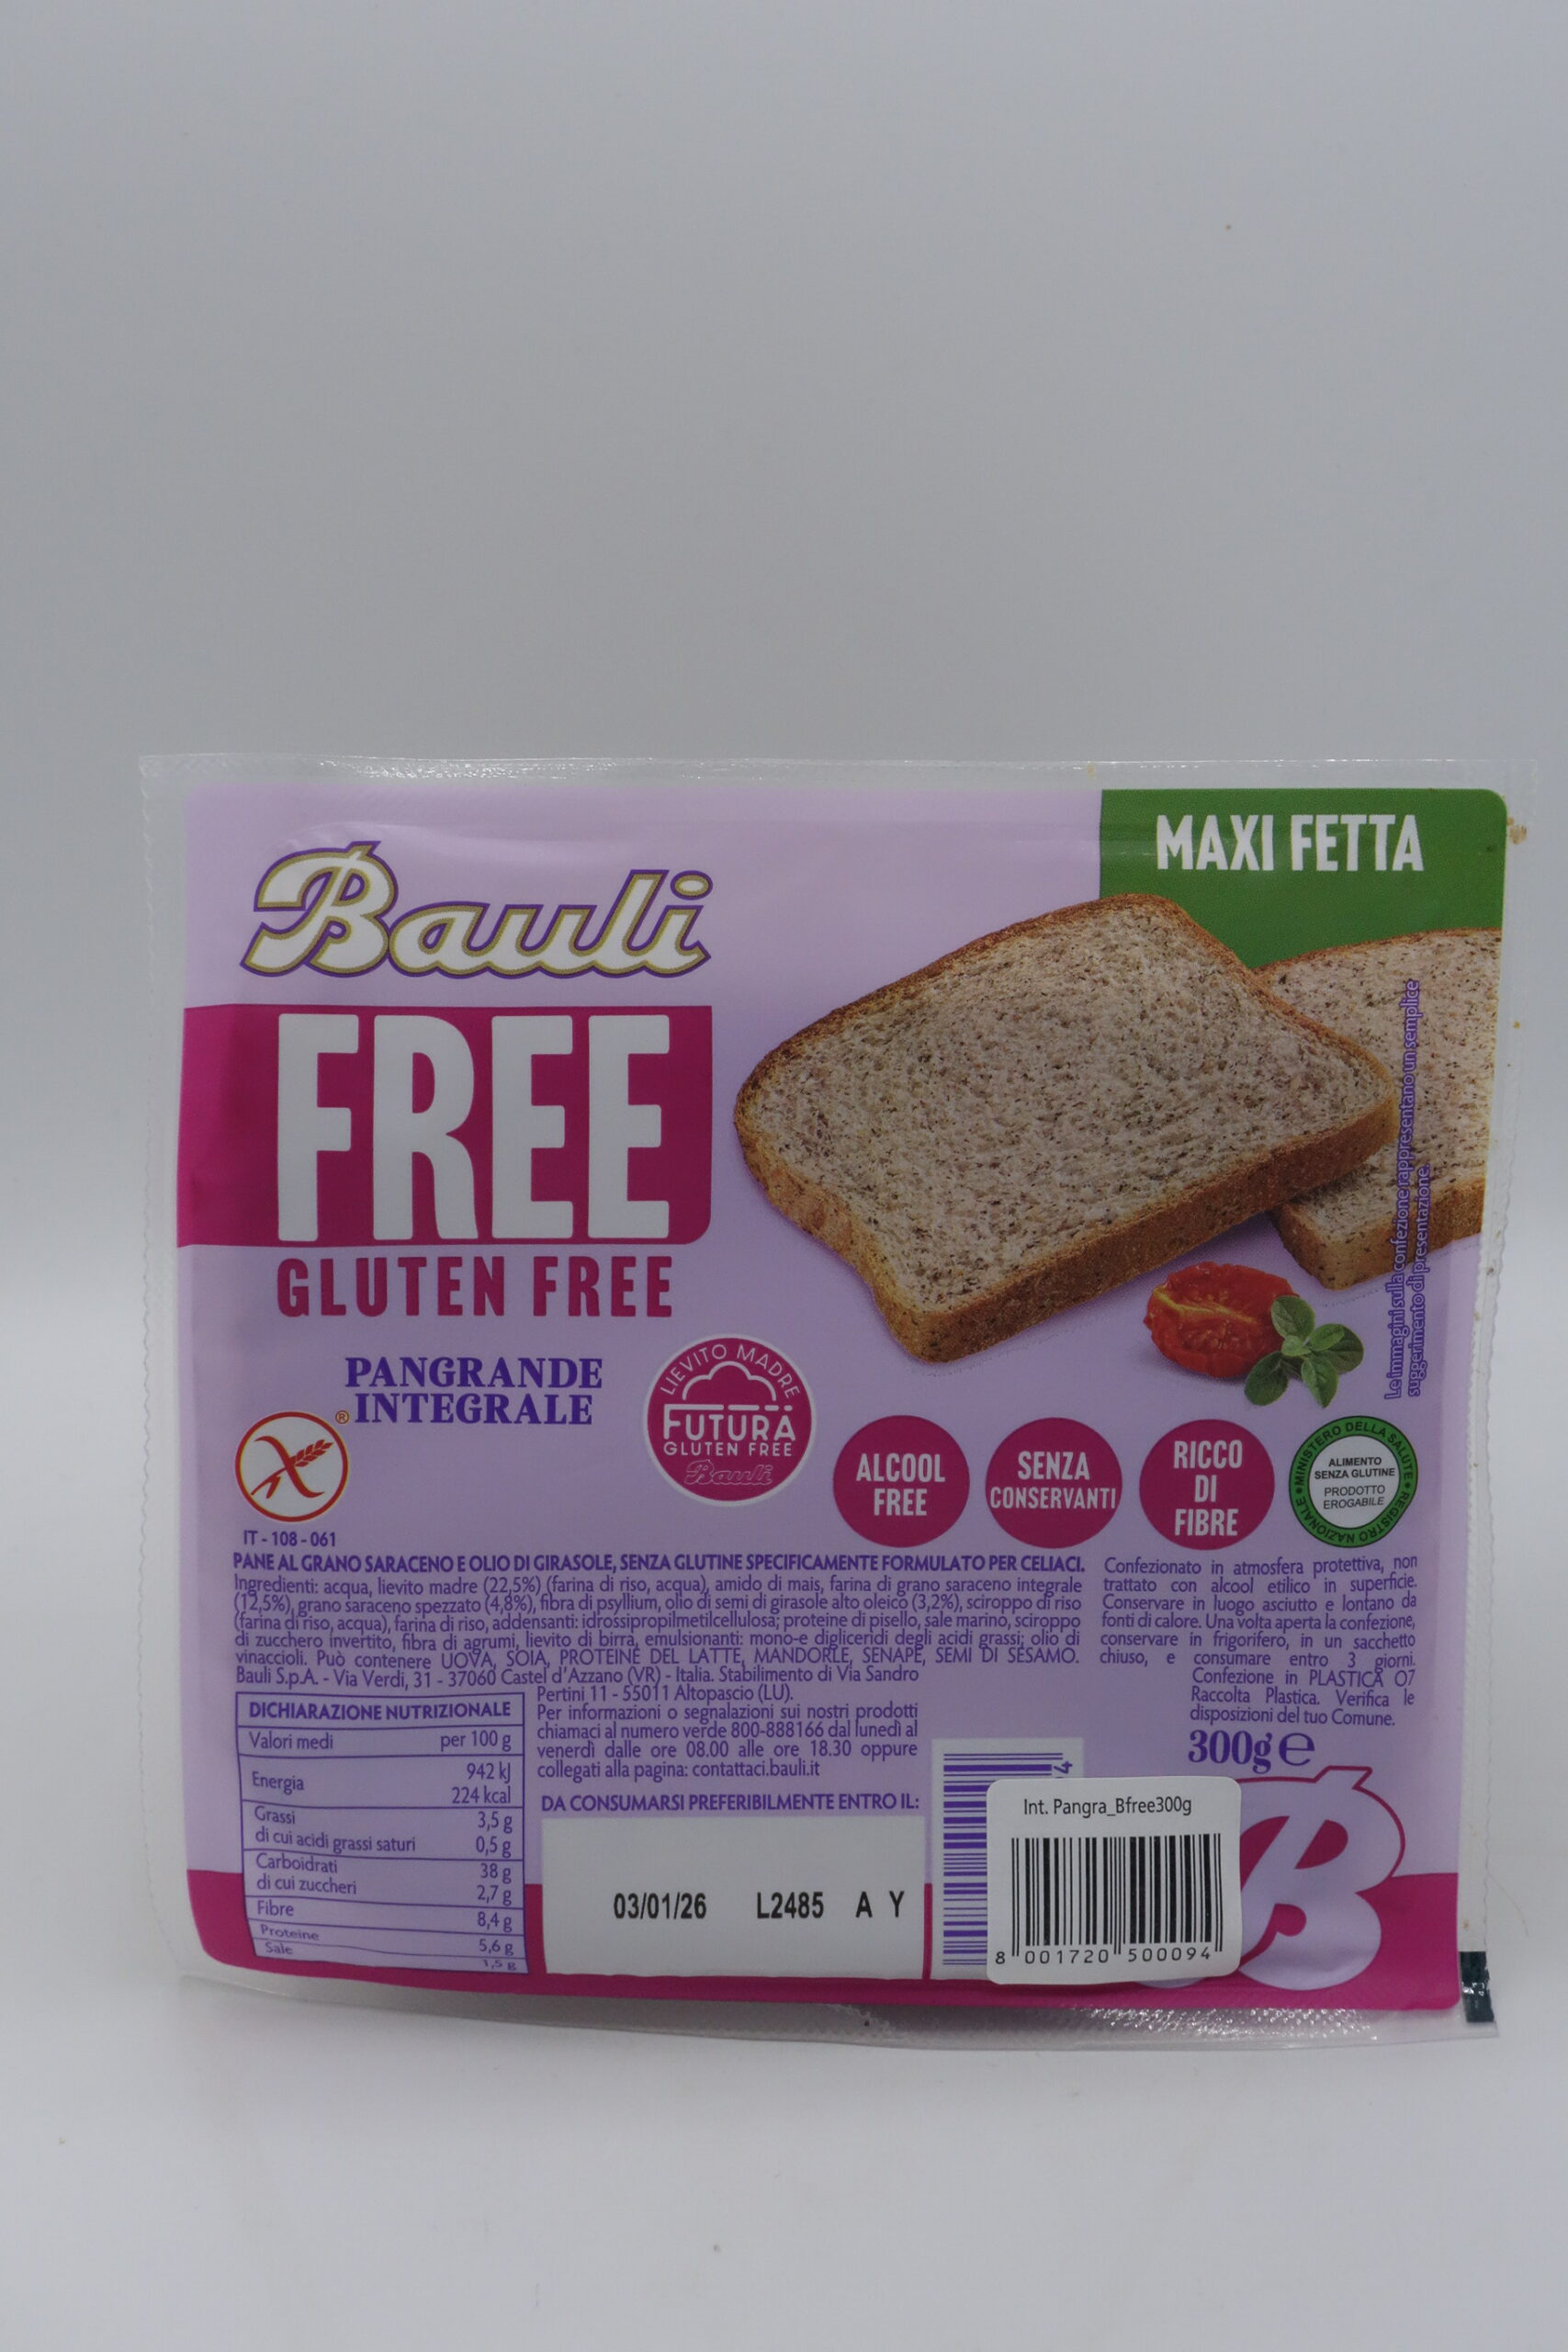 MAXI FETTA
Bauli
FREE
GLUTEN FREE
PANGRANDE
INTEGRALE
®
IT - 108 - 061
LIEVITO MADRE
FUTURA
GLUTEN FREE
Bauli
ALCOOL
FREE
SENZA
CONSERVANTI
RICCO
DI
FIBRE
MINISTERO DELLA SALUTE • REGISTRO NAZIONALE •
ALIMENTO
SENZA GLUTINE
PRODOTTO
EROGABILE
Le immagini sulla confezione rappresentano un semplice
suggerimento di presentazione.
PANE AL GRANO SARACENO E OLIO DI GIRASOLE, SENZA GLUTINE SPECIFICAMENTE FORMULATO PER CELIACI.
Ingredienti: acqua, lievito madre (22,5%) (farina di riso, acqua), amido di mais, farina di grano saraceno integrale
(12,5%), grano saraceno spezzato (4,8%), fibra di psyllium, olio di semi di girasole alto oleico (3,2%), sciroppo di riso
(farina di riso, acqua), farina di riso, addensanti: idrossipropilmetilcellulosa; proteine di pisello, sale marino, sciroppo
di zucchero invertito, fibra di agrumi, lievito di birra, emulsionanti: mono-e digliceridi degli acidi grassi; olio di
vinaccioli. Può contenere UOVA, SOIA, PROTEINE DEL LATTE, MANDORLE, SENAPE, SEMI DI SESAMO.
Bauli S.p.A. - Via Verdi, 31 - 37060 Castel d'Azzano (VR) - Italia. Stabilimento di Via Sandro
Pertini 11 - 55011 Altopascio (LU).
Per informazioni o segnalazioni sui nostri prodotti
chiamaci al numero verde 800-888166 dal lunedì al
venerdì dalle ore 08.00 alle ore 18.30 oppure
collegati alla pagina: contattaci.bauli.it
Confezionato in atmosfera protettiva, non
trattato con alcool etilico in superficie.
Conservare in luogo asciutto e lontano da
fonti di calore. Una volta aperta la confezione,
conservare in frigorifero, in un sacchetto
chiuso, e consumare entro 3 giorni.
Confezione in PLASTICA 07
Raccolta Plastica. Verifica le
disposizioni del tuo Comune.
300g e
DICHIARAZIONE NUTRIZIONALE
Valori medi per 100 g
Energia 942 kJ
224 kcal
Grassi 3,5 g
di cui acidi grassi saturi 0,5 g
Carboidrati 38 g
di cui zuccheri 2,7 g
Fibre 8,4 g
Proteine 5,6 g
Sale 1,5 g
DA CONSUMARSI PREFERIBILMENTE ENTRO IL:
03/01/26 L2485 A Y
Int. Pangra_Bfree300g
8 001720 500094
B